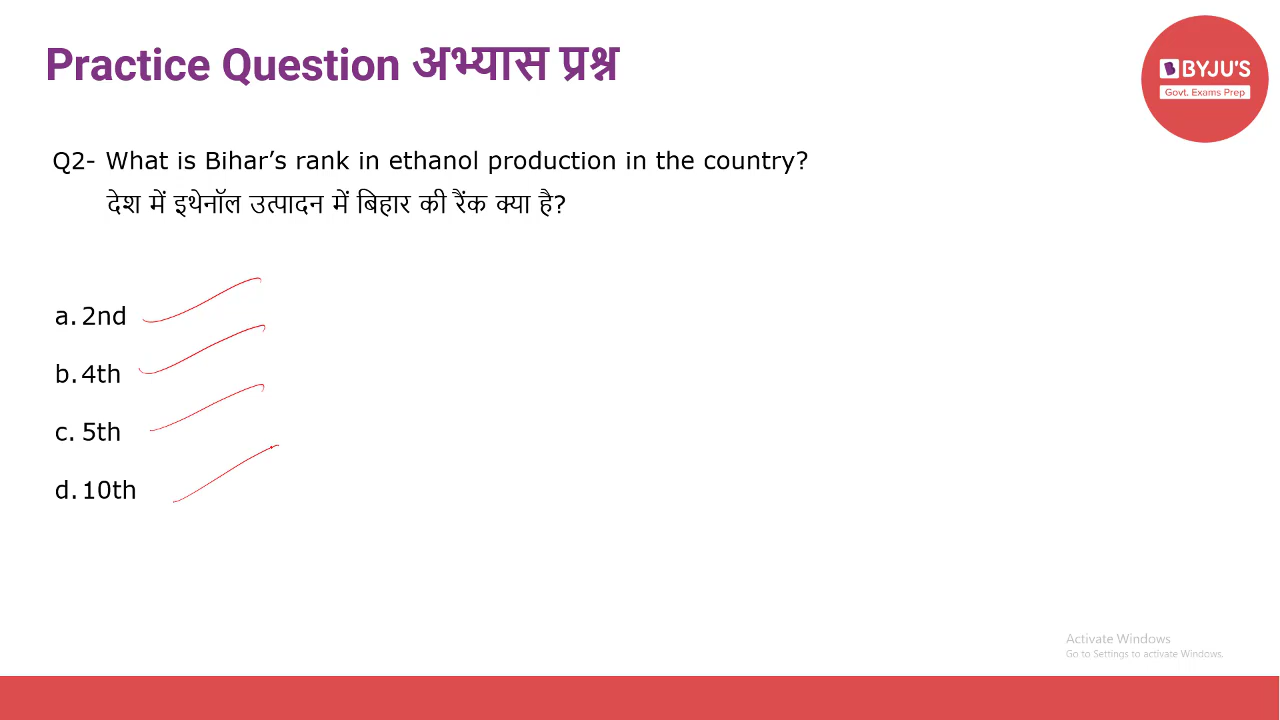 Practice Question अभ्यास प्रश्न
BYJU'S
Govt. Exams Prep
Q2- What is Bihar’s rank in ethanol production in the country?
देश में इथेनॉल उत्पादन में बिहार की रैंक क्या है?
a. 2nd
b. 4th
c. 5th
d. 10th
Activate Windows
Go to Settings to activate Windows.